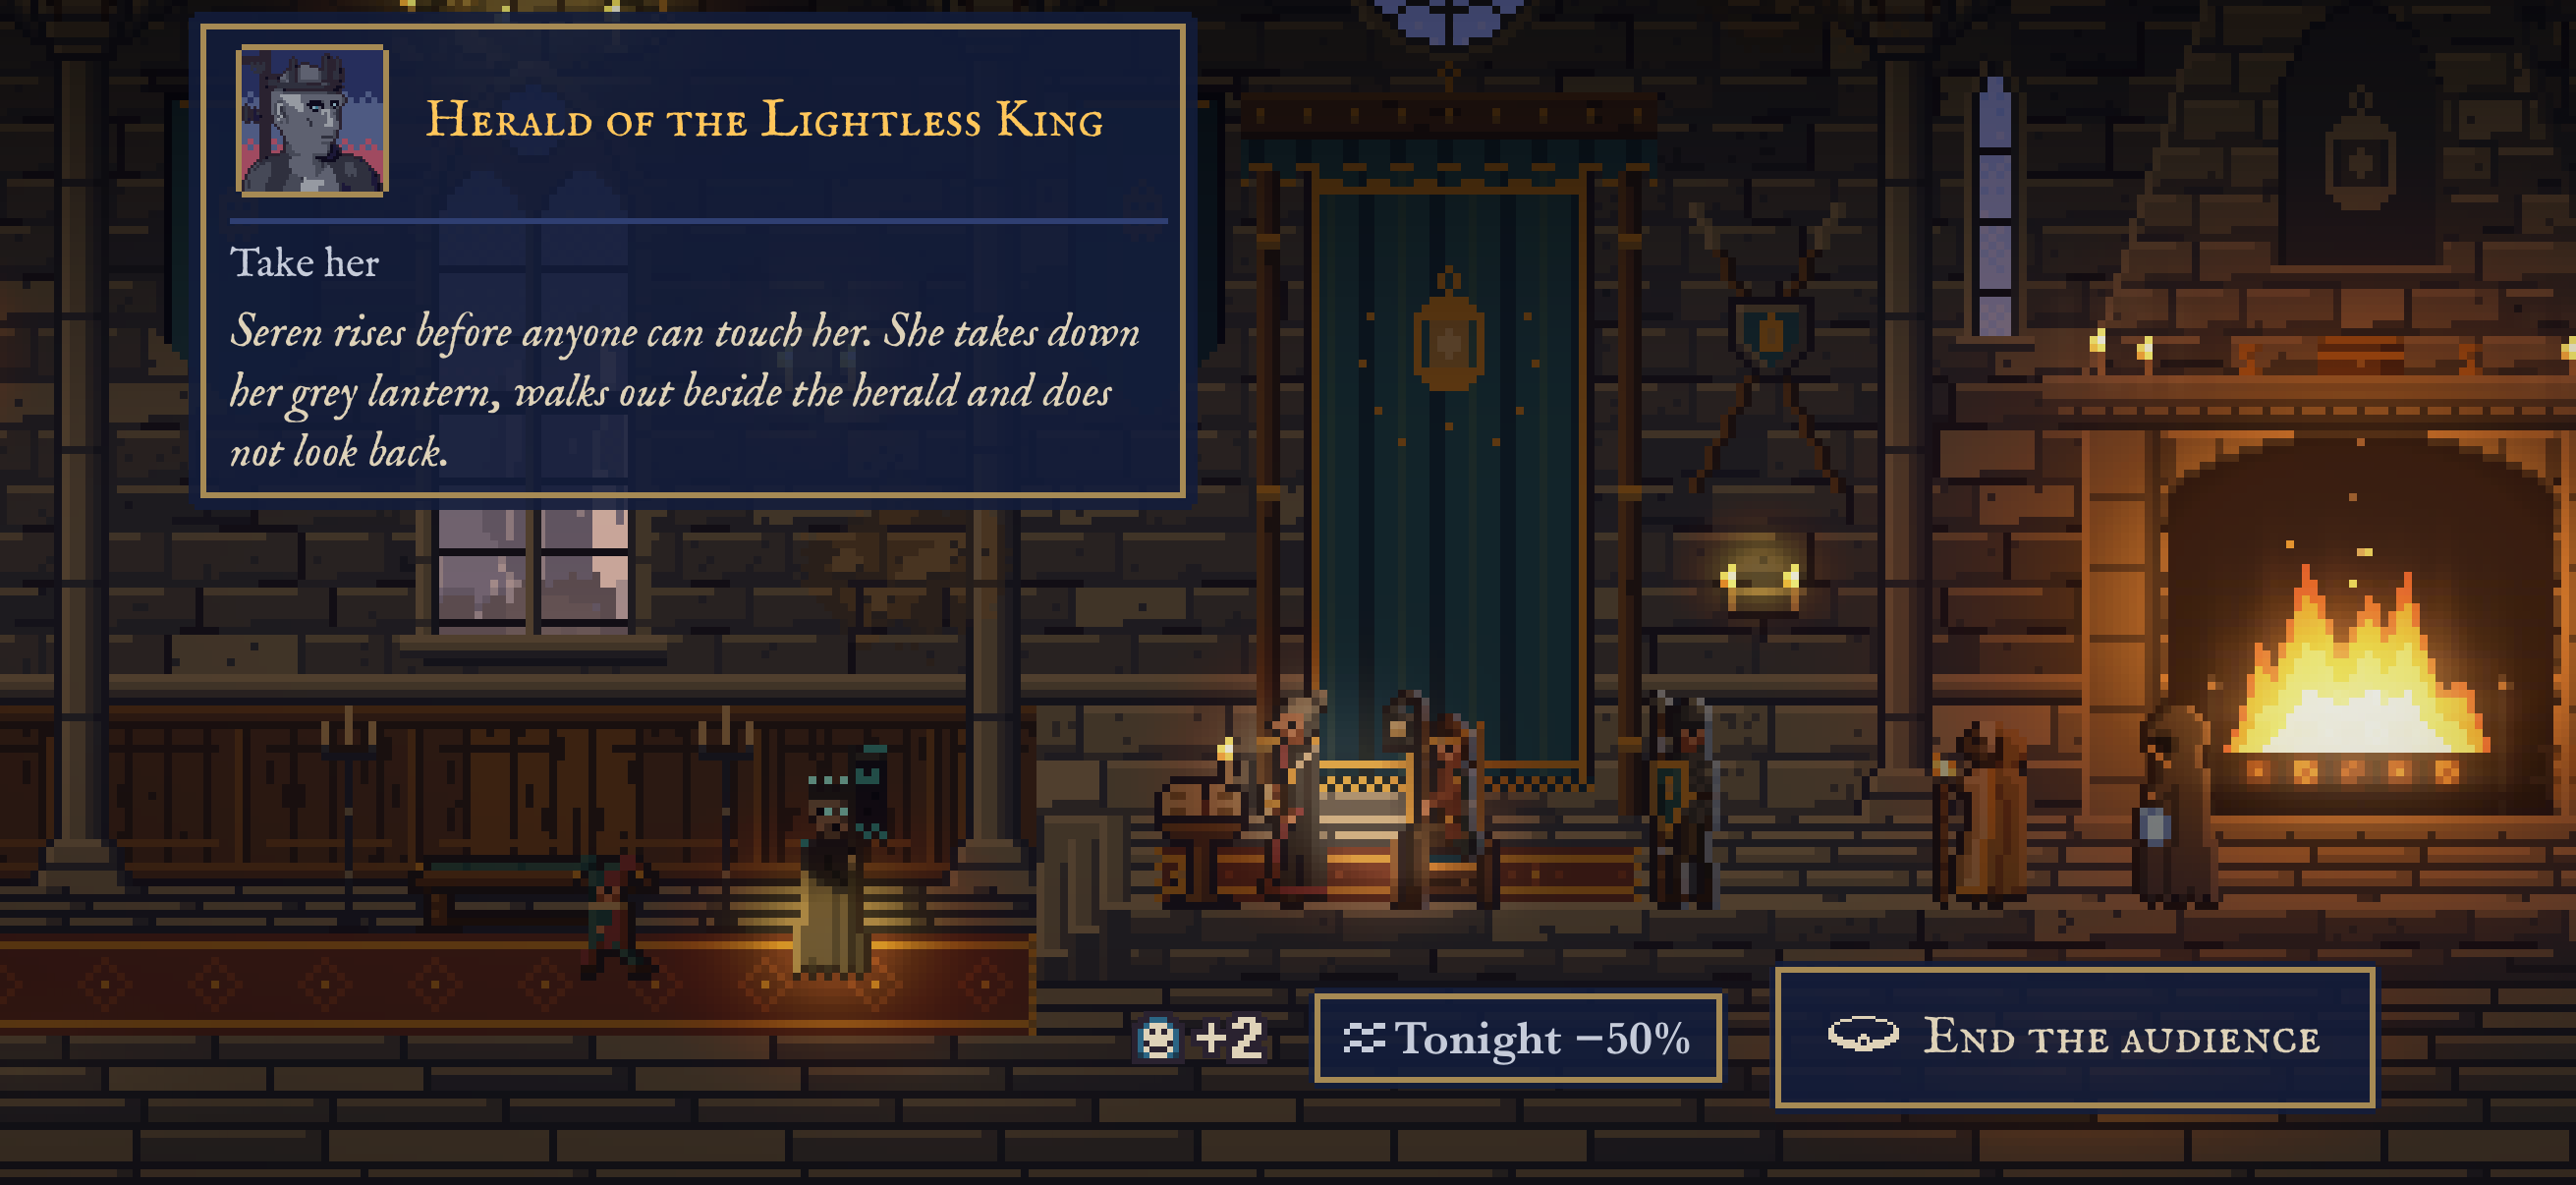 Herald of the Lightless King
Take her
Seren rises before anyone can touch her. She takes down
her grey lantern, walks out beside the herald and does
not look back.
+2
Tonight −50%
End the audience